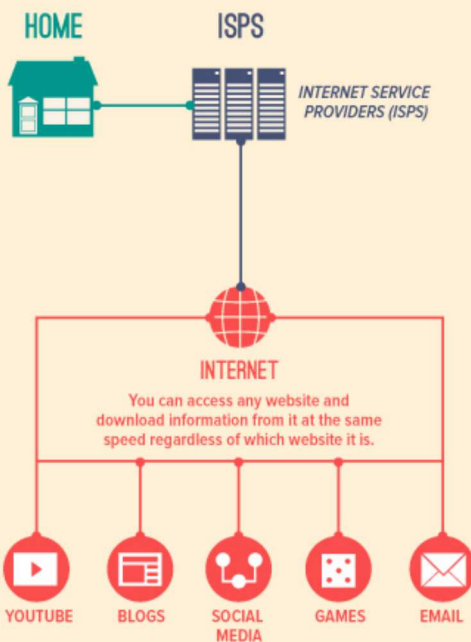 HOME
ISPS
INTERNET SERVICE
PROVIDERS (ISPS)
INTERNET
You can access any website and
download information from it at the same
speed regardless of which website it is.
YOUTUBE
BLOGS
SOCIAL
MEDIA
GAMES
EMAIL